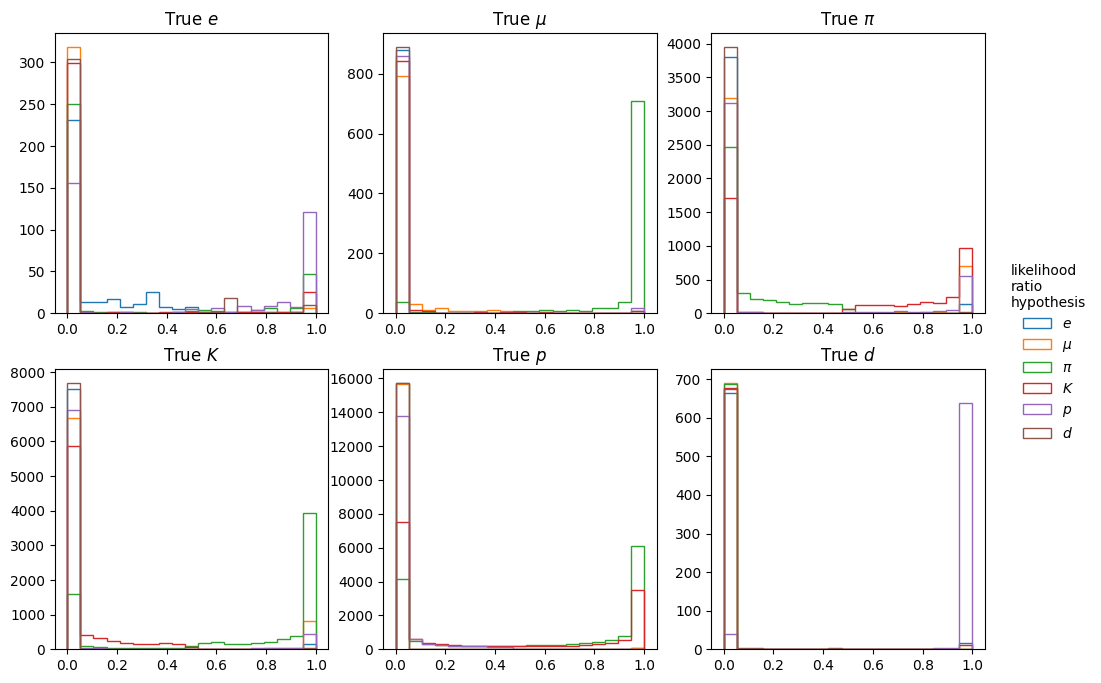 True e
True μ
True π
300
250
200
150
100
50
0
0.0 0.2 0.4 0.6 0.8 1.0
800
600
400
200
0
0.0 0.2 0.4 0.6 0.8 1.0
4000
3500
3000
2500
2000
1500
1000
500
0
0.0 0.2 0.4 0.6 0.8 1.0
True K
True p
True d
8000
7000
6000
5000
4000
3000
2000
1000
0
0.0 0.2 0.4 0.6 0.8 1.0
16000
14000
12000
10000
8000
6000
4000
2000
0
0.0 0.2 0.4 0.6 0.8 1.0
700
600
500
400
300
200
100
0
0.0 0.2 0.4 0.6 0.8 1.0
likelihood
ratio
hypothesis
e
μ
π
K
p
d